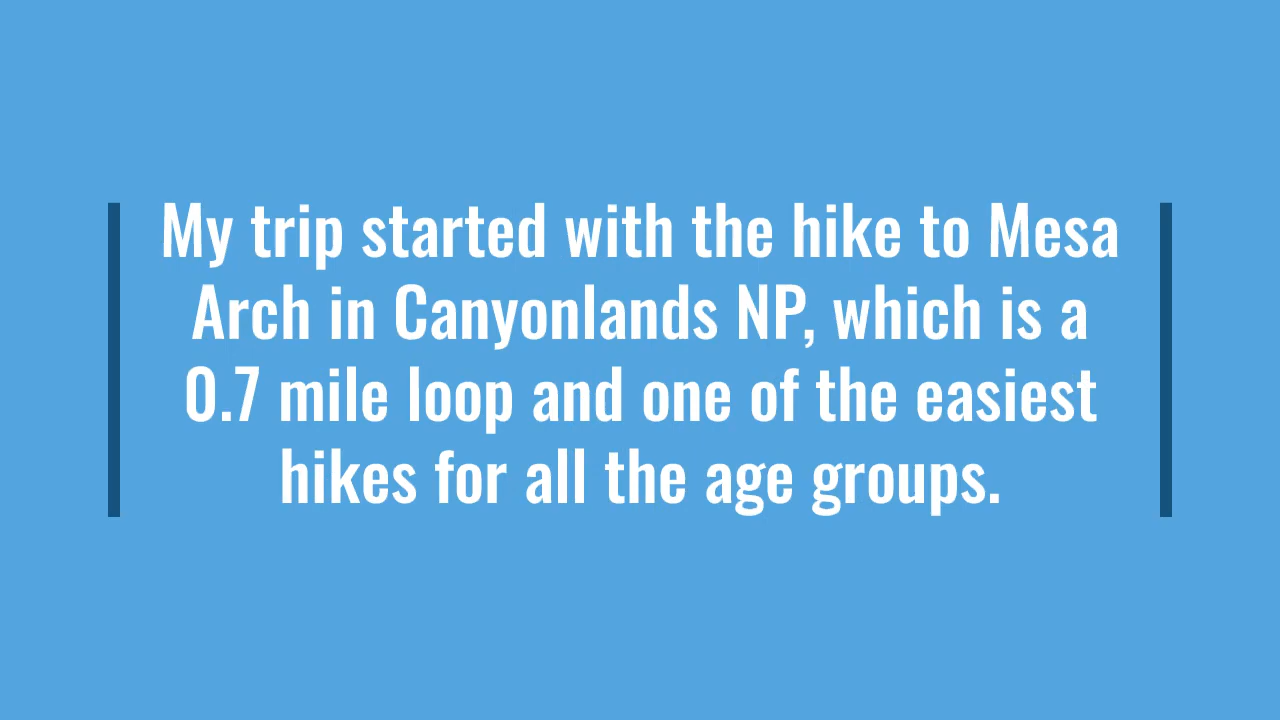 My trip started with the hike to Mesa
Arch in Canyonlands NP, which is a
0.7 mile loop and one of the easiest
hikes for all the age groups.